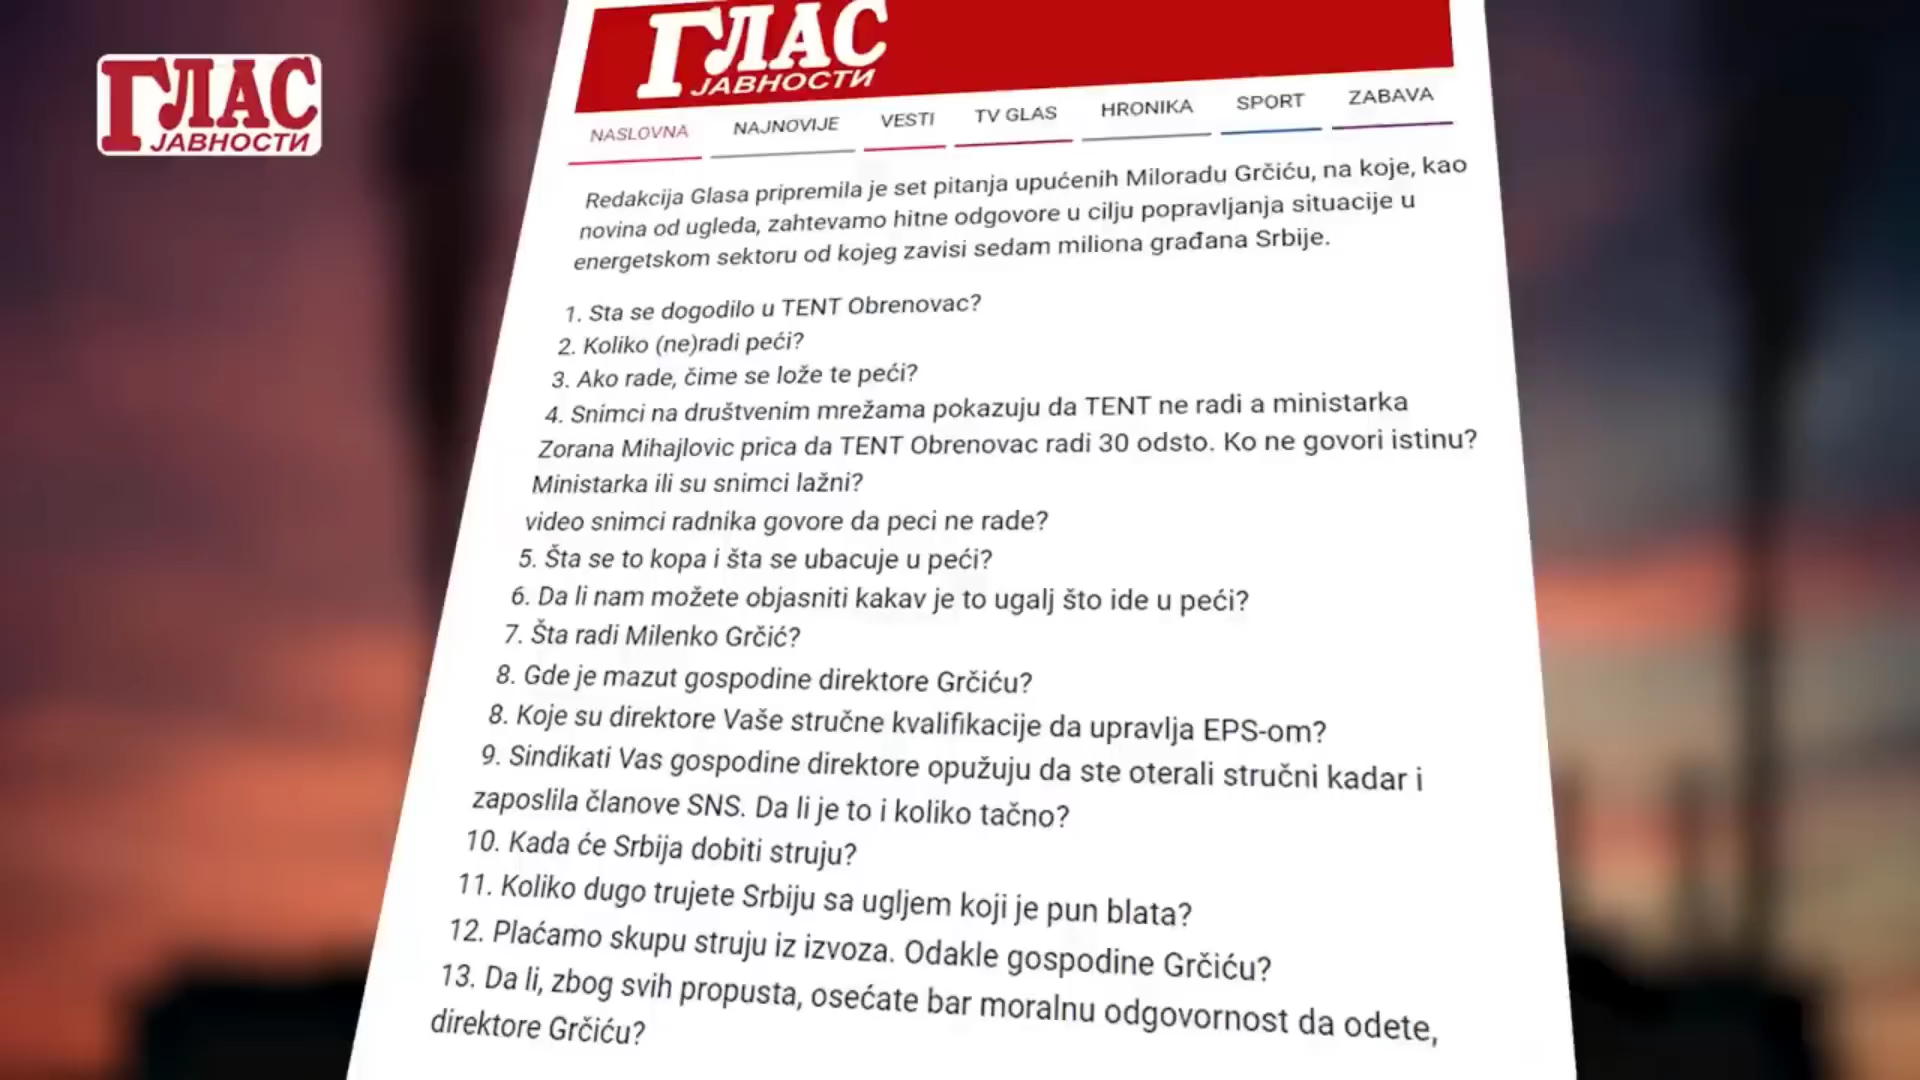 ГЛАС
ЈАВНОСТИ
ГЛАС
ЈАВНОСТИ
NASLOVNA NAJNOVIJE VESTI TV GLAS HRONIKA SPORT ZABAVA
Redakcija Glasa pripremila je set pitanja upućenih Miloradu Grčiću, na koje, kao
novina od ugleda, zahtevamo hitne odgovore u cilju popravljanja situacije u
energetskom sektoru od kojeg zavisi sedam miliona građana Srbije.
1. Sta se dogodilo u TENT Obrenovac?
2. Koliko (ne)radi peći?
3. Ako rade, čime se lože te peći?
4. Snimci na društvenim mrežama pokazuju da TENT ne radi a ministarka
Zorana Mihajlovic prica da TENT Obrenovac radi 30 odsto. Ko ne govori istinu?
Ministarka ili su snimci lažni?
video snimci radnika govore da peci ne rade?
5. Šta se to kopa i šta se ubacuje u peći?
6. Da li nam možete objasniti kakav je to ugalj što ide u peći?
7. Šta radi Milenko Grčić?
8. Gde je mazut gospodine direktore Grčiću?
8. Koje su direktore Vaše stručne kvalifikacije da upravlja EPS-om?
9. Sindikati Vas gospodine direktore opužuju da ste oterali stručni kadar i
zaposlila članove SNS. Da li je to i koliko tačno?
10. Kada će Srbija dobiti struju?
11. Koliko dugo trujete Srbiju sa ugljem koji je pun blata?
12. Plaćamo skupu struju iz izvoza. Odakle gospodine Grčiću?
13. Da li, zbog svih propusta, osećate bar moralnu odgovornost da odete,
direktore Grčiću?